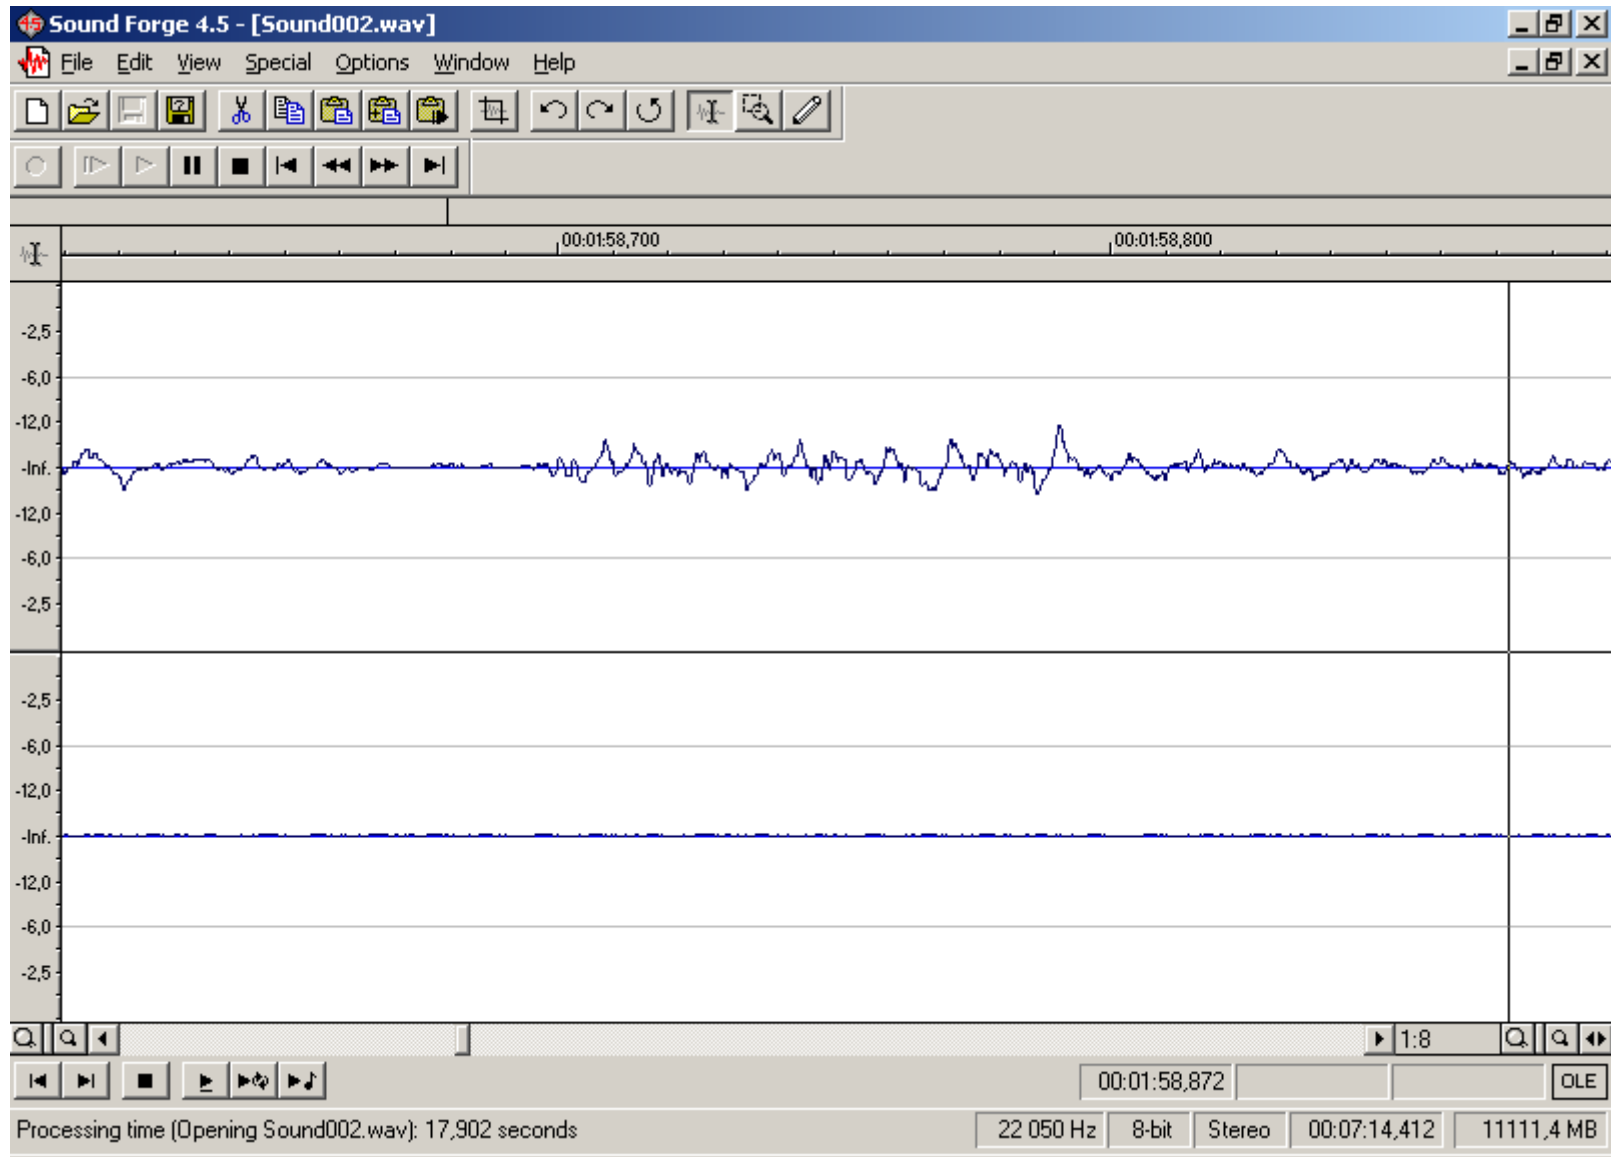 Sound Forge 4.5 - [Sound002.wav]
File Edit View Special Options Window Help
00:01:58,700 00:01:58,800
-2,5
-6,0
-12,0
-Inf.
-12,0
-6,0
-2,5
-2,5
-6,0
-12,0
-Inf.
-12,0
-6,0
-2,5
1:8
00:01:58,872 OLE
Processing time (Opening Sound002.wav): 17,902 seconds 22 050 Hz 8-bit Stereo 00:07:14,412 11111,4 MB